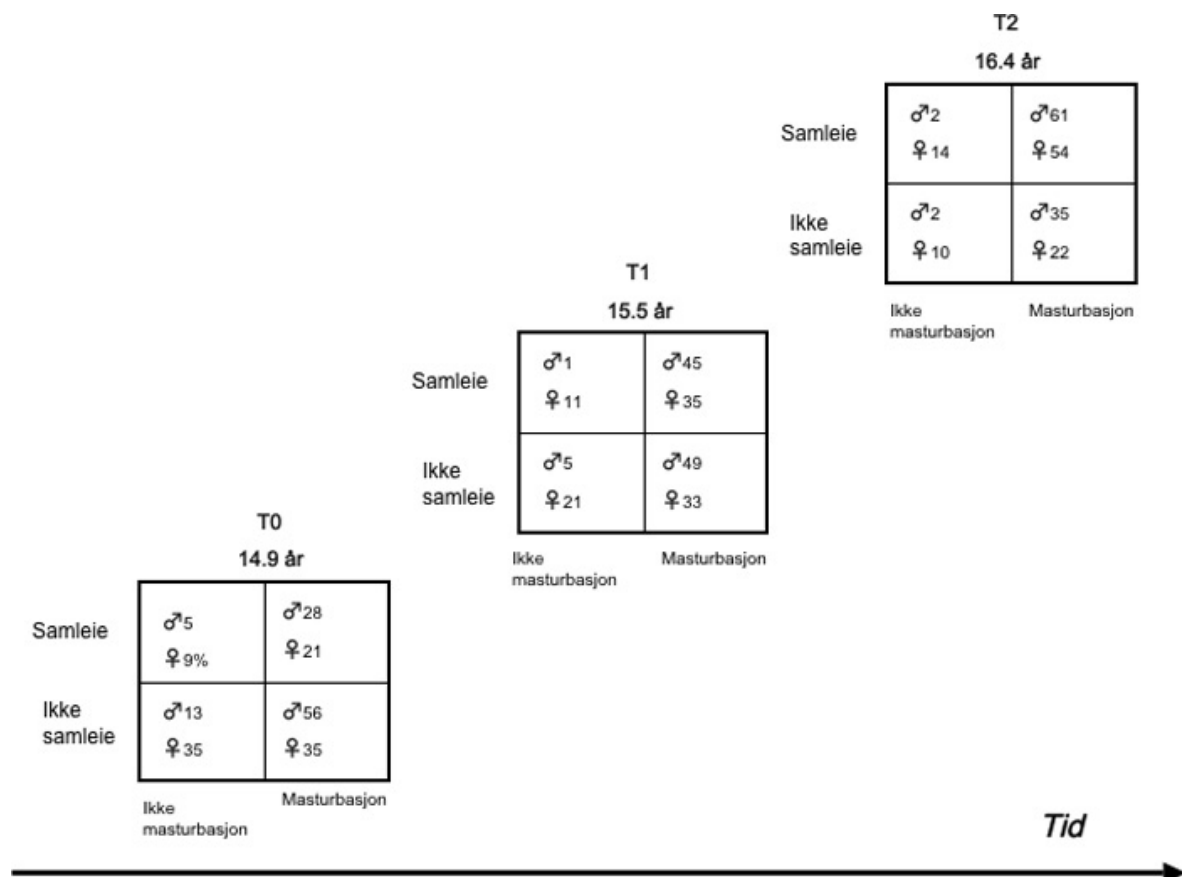 T2
16.4 år
Samleie
♂2 ♂61
♀14 ♀54
Ikke
samleie
♂2 ♂35
♀10 ♀22
Ikke
masturbasjon
Masturbasjon
T1
15.5 år
Samleie
♂1 ♂45
♀11 ♀35
Ikke
samleie
♂5 ♂49
♀21 ♀33
Ikke
masturbasjon
Masturbasjon
T0
14.9 år
Samleie
♂5 ♂28
♀9% ♀21
Ikke
samleie
♂13 ♂56
♀35 ♀35
Ikke
masturbasjon
Masturbasjon
Tid